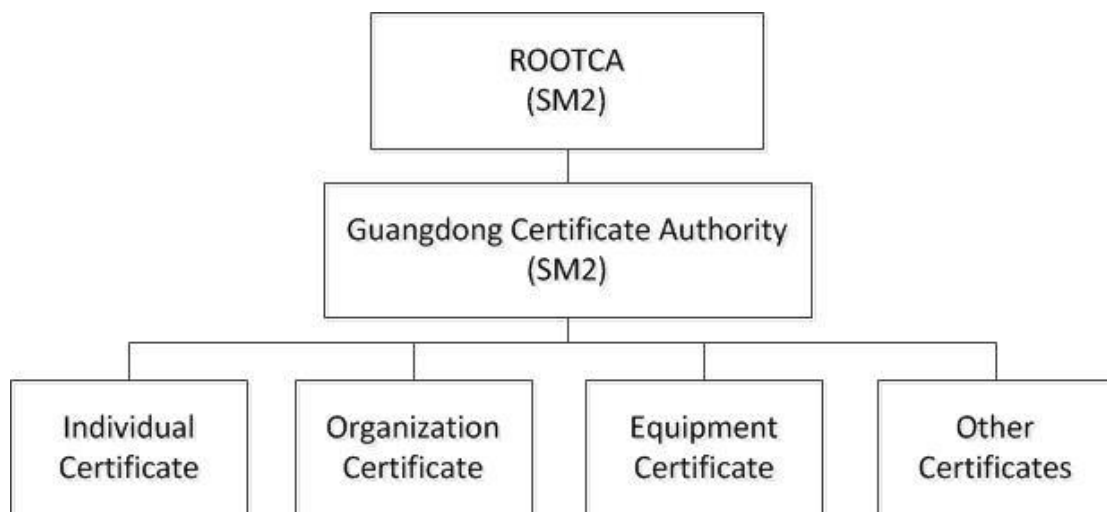 ROOTCA
(SM2)
Guangdong Certificate Authority
(SM2)
Individual
Certificate
Organization
Certificate
Equipment
Certificate
Other
Certificates